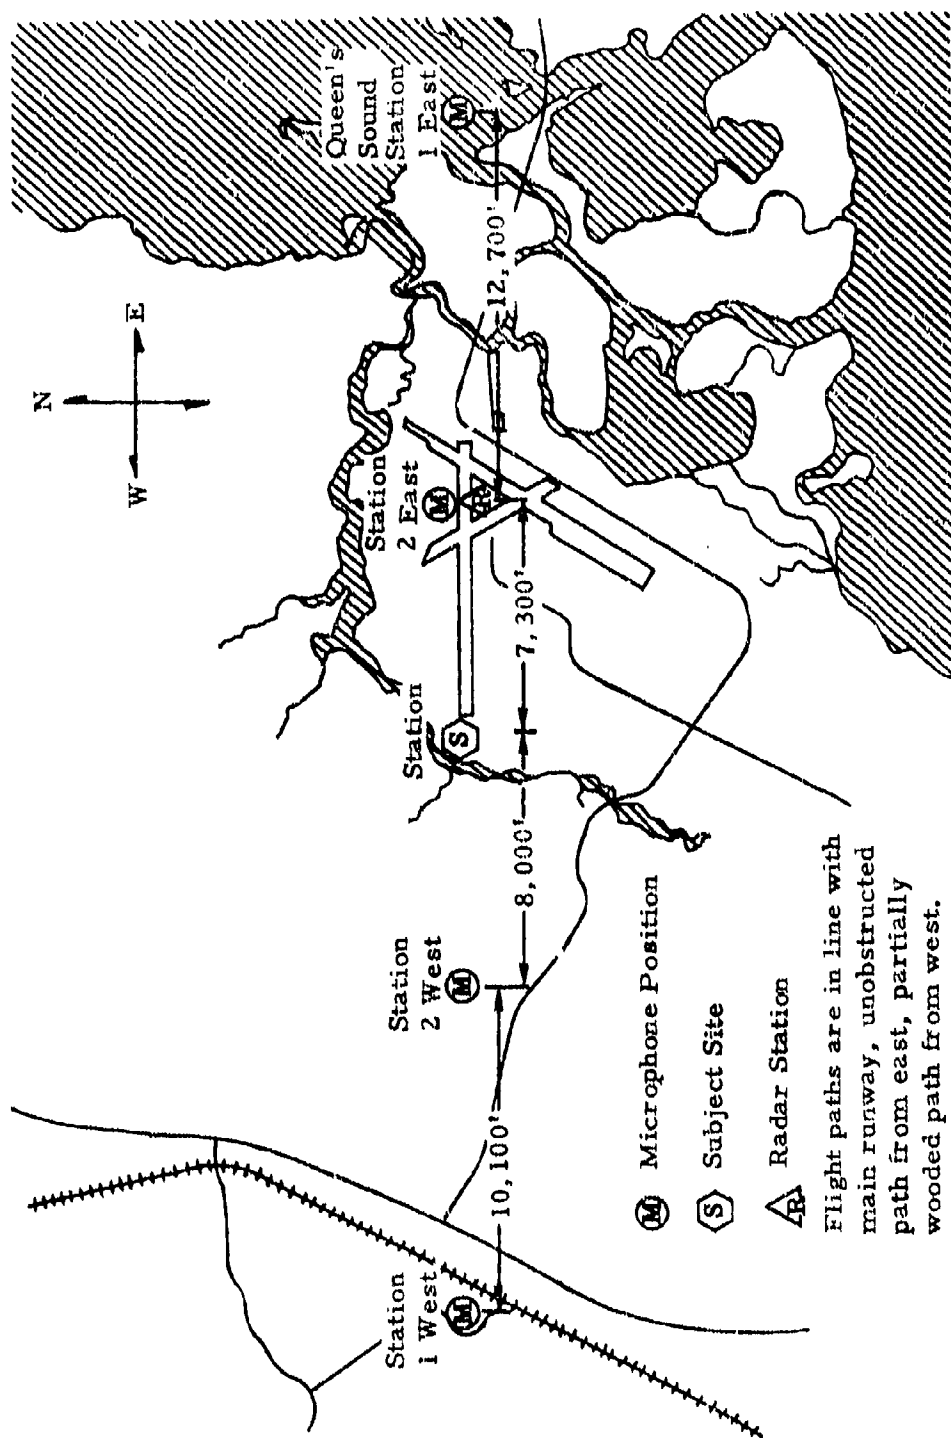 N
W
E
Queen's
Sound
Station
1 East
M
12,700'
Station
2 East
M
R
7,300'
Station
S
8,000'
Station
2 West
M
10,100'
Station
1 West
M
M Microphone Position
S Subject Site
R Radar Station
Flight paths are in line with
main runway, unobstructed
path from east, partially
wooded path from west.